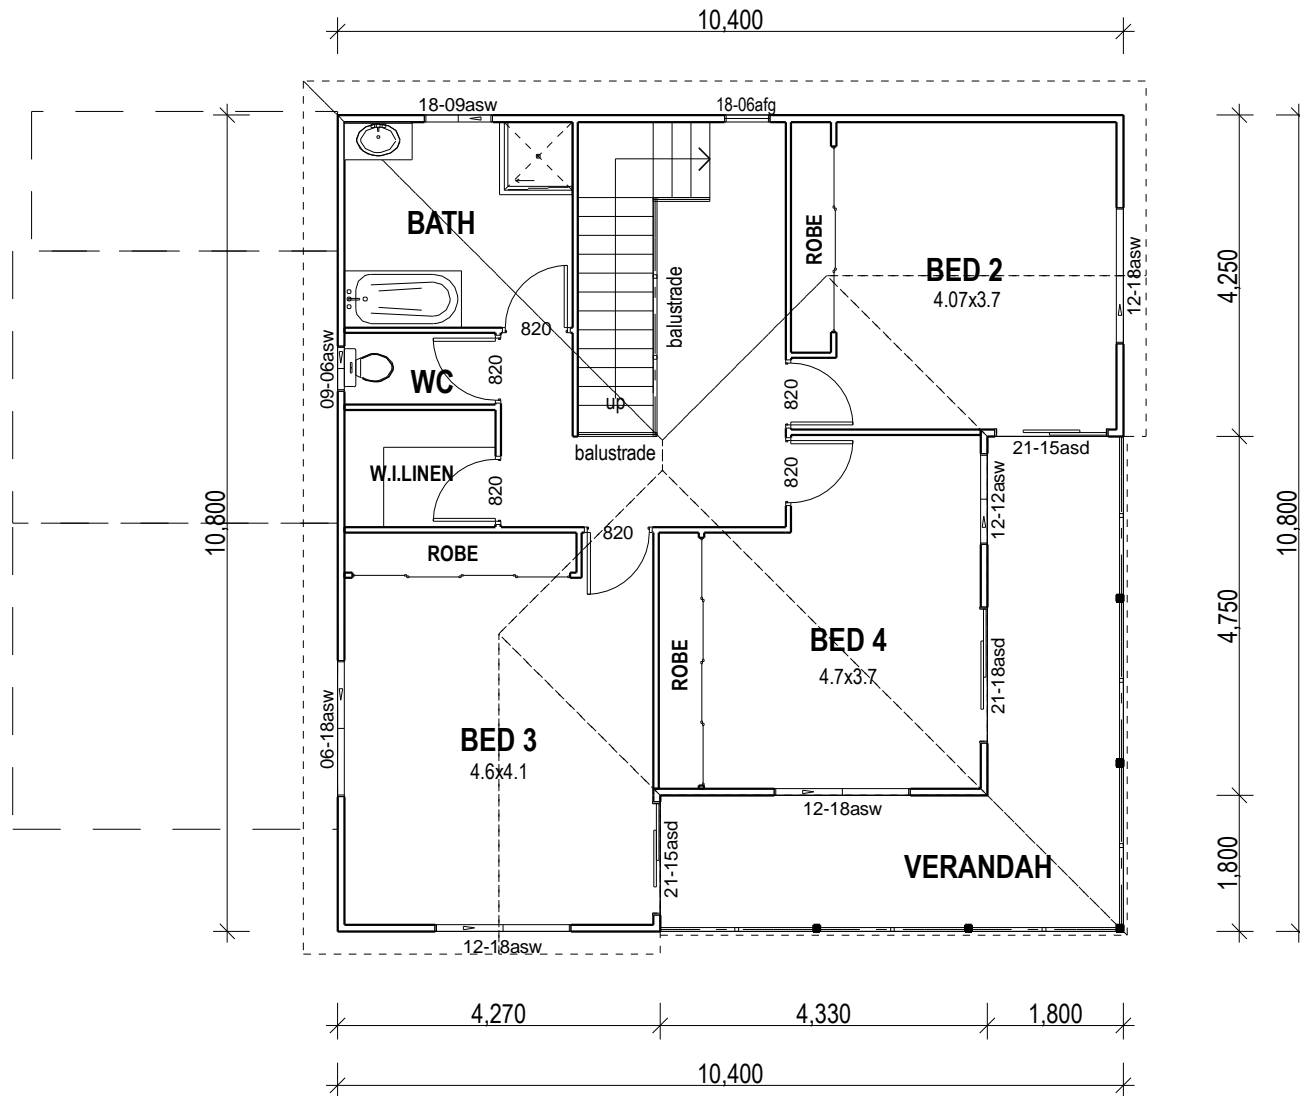 10,400
18-09asw
18-06afg
BATH
ROBE
BED 2
4.07x3.7
12-18asw
4,250
balustrade
820
09-06asw
WC
820
820
up
balustrade
21-15asd
W.I.LINEN
820
820
12-12asw
10,800
10,800
820
ROBE
4,750
BED 4
4.7x3.7
ROBE
21-18asd
06-18asw
BED 3
4.6x4.1
12-18asw
21-15asd
VERANDAH
1,800
12-18asw
4,270
4,330
1,800
10,400